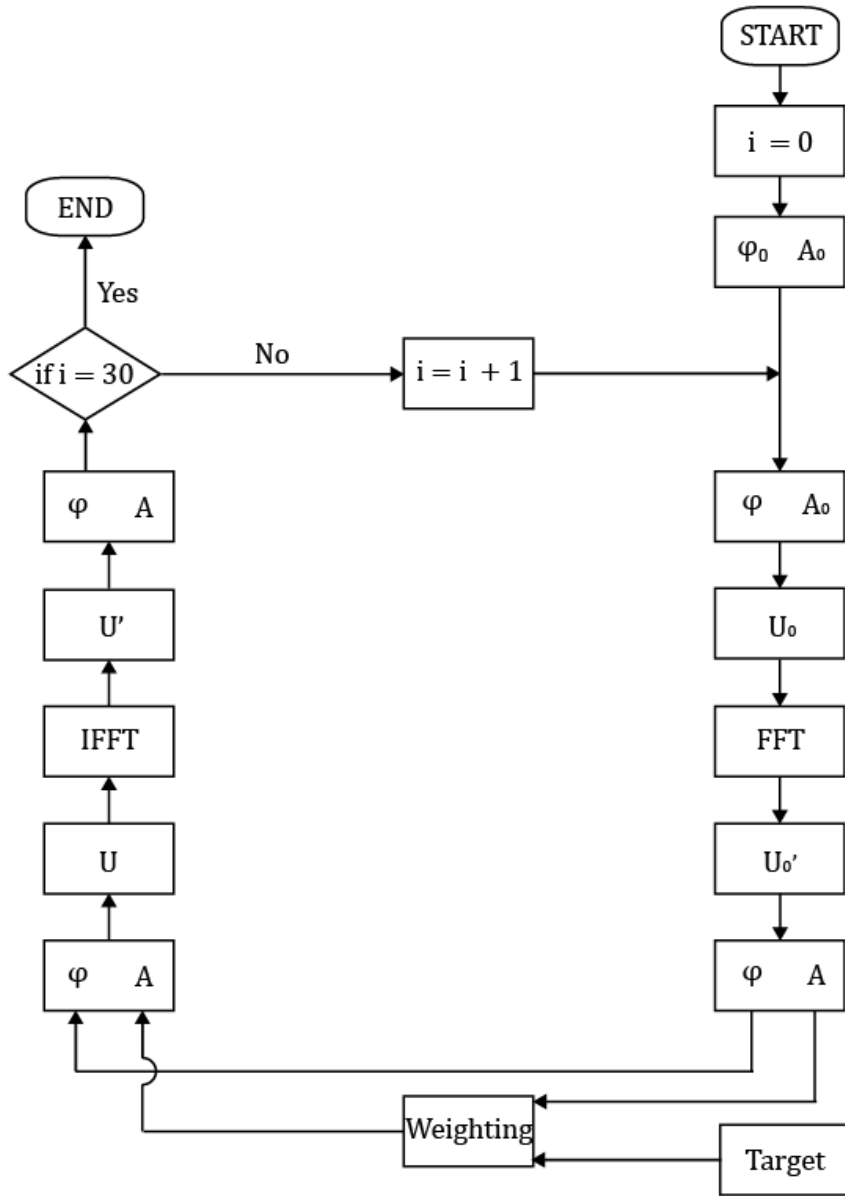 START
i = 0
φ₀ A₀
END
Yes
if i = 30
No
i = i + 1
φ A
φ A₀
U'
U₀
IFFT
FFT
U
U₀'
φ A
φ A
Weighting
Target